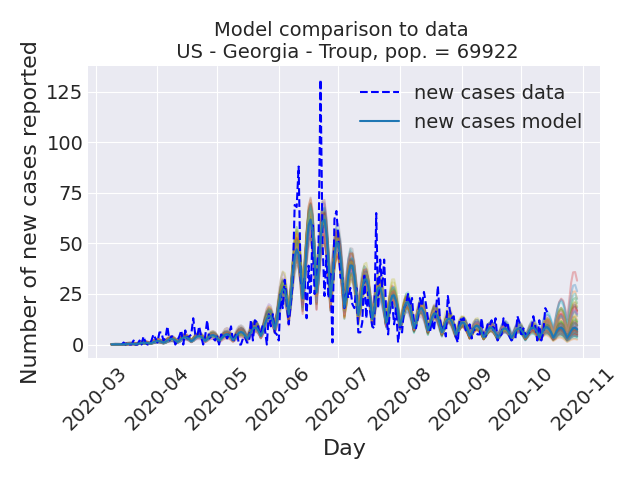 Model comparison to data
US - Georgia - Troup, pop. = 69922
Number of new cases reported
125
100
75
50
25
0
new cases data
new cases model
2020-03
2020-04
2020-05
2020-06
2020-07
2020-08
2020-09
2020-10
2020-11
Day